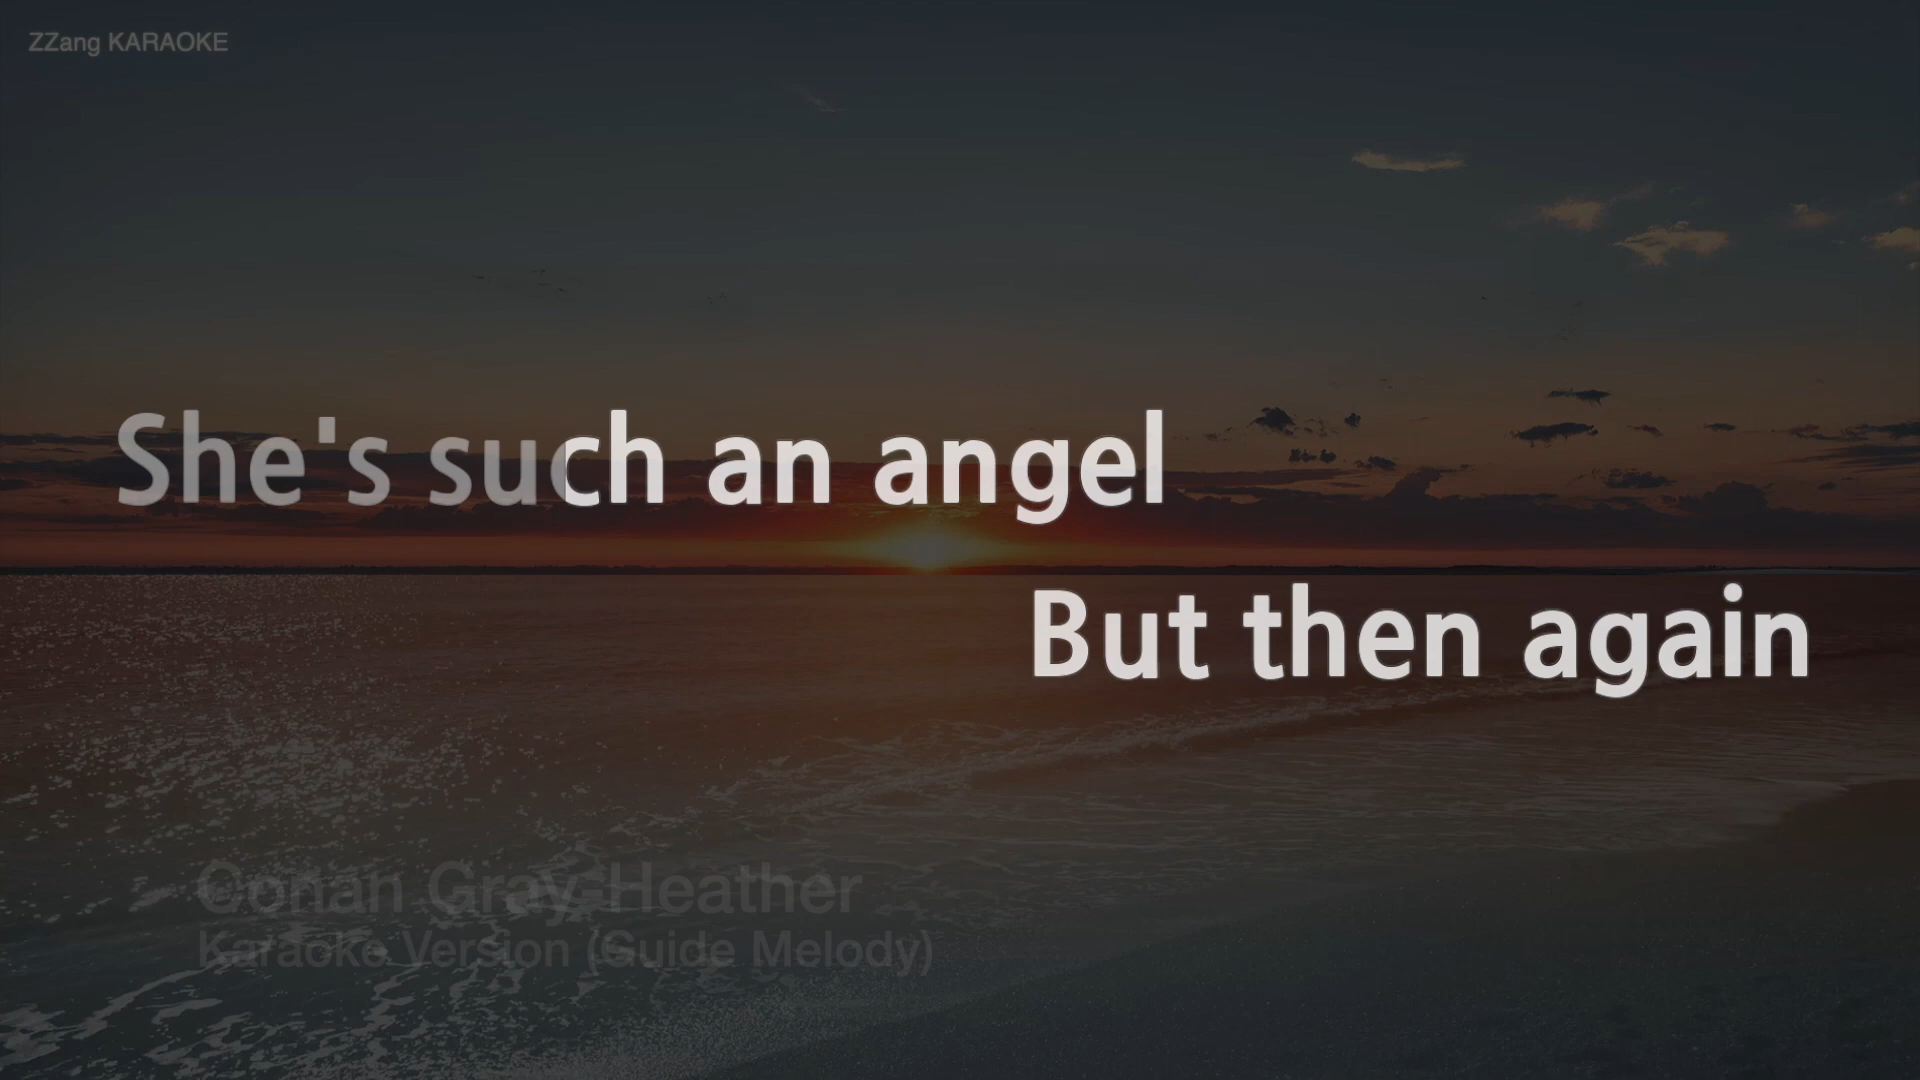 ZZang KARAOKE
She's such an angel
But then again
Conan Gray-Heather
Karaoke Version (Guide Melody)